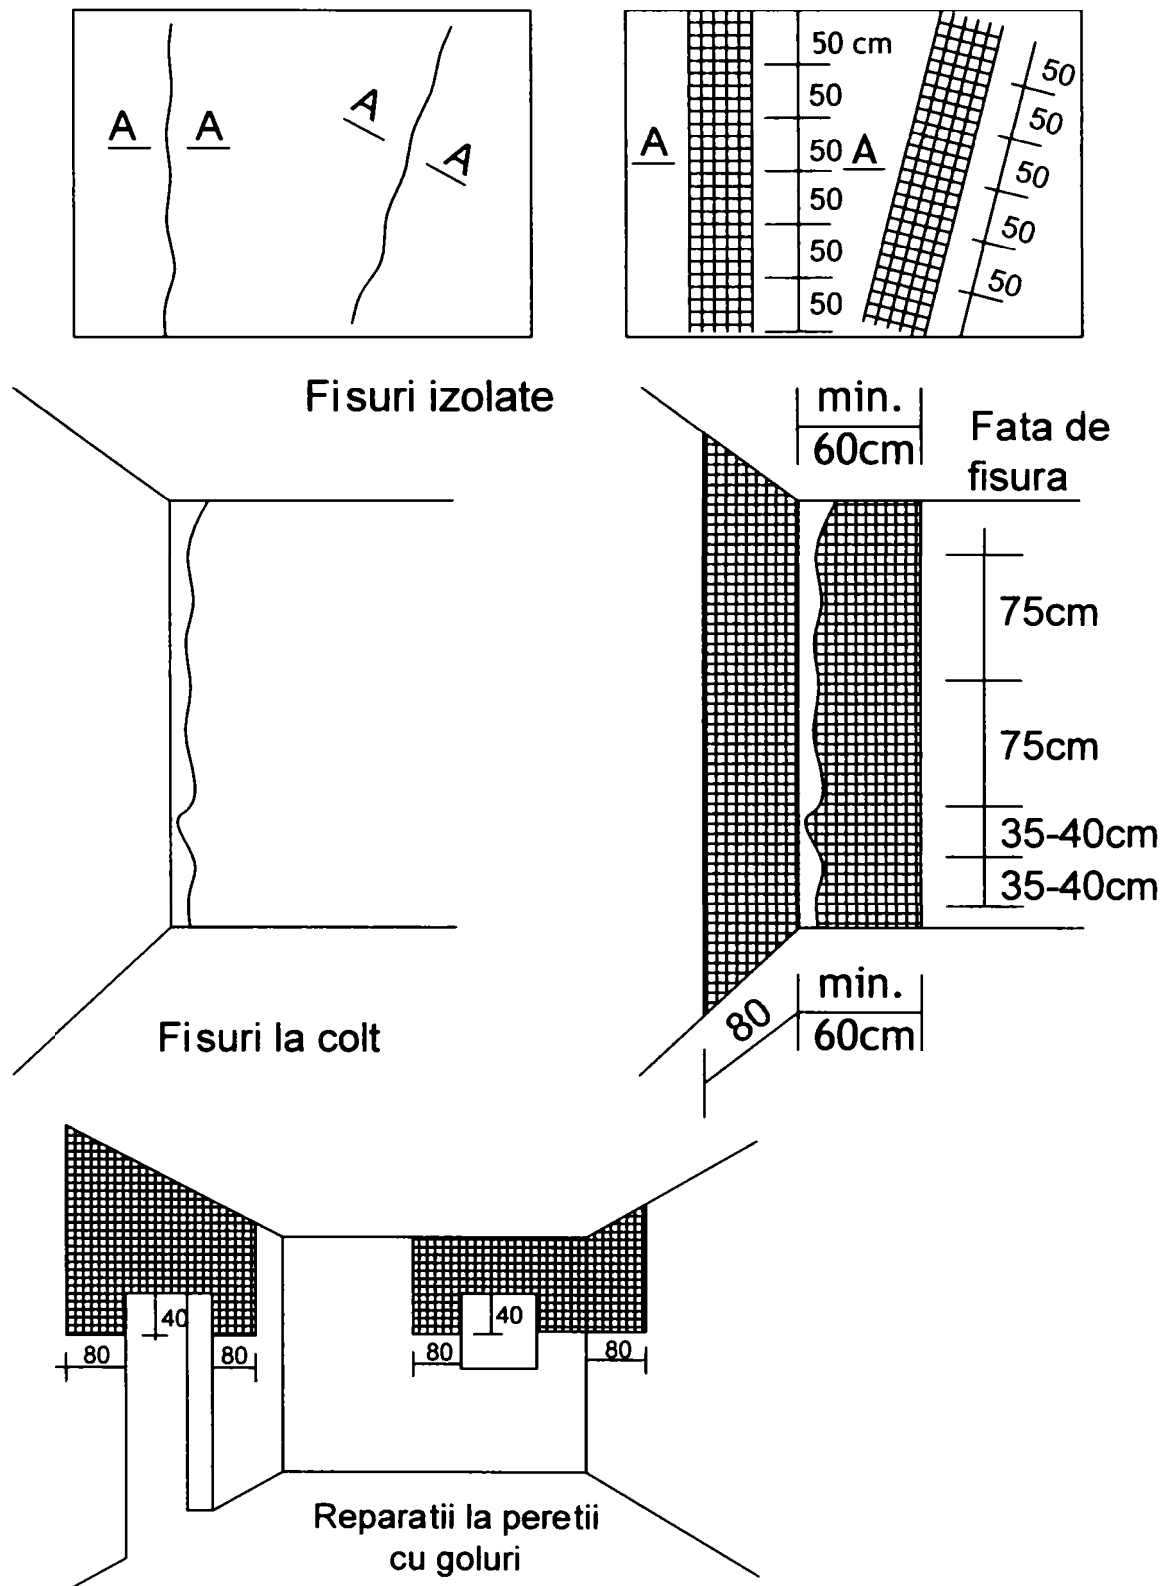 A A
A
A
50 cm
50
50
50
50
50
A
A
50
50
50
50
50
Fisuri izolate
min.
60cm
Fata de
fisura
75cm
75cm
35-40cm
35-40cm
min.
60cm
80
Fisuri la colt
40
80
80
40
80
80
Reparatii la peretii
cu goluri